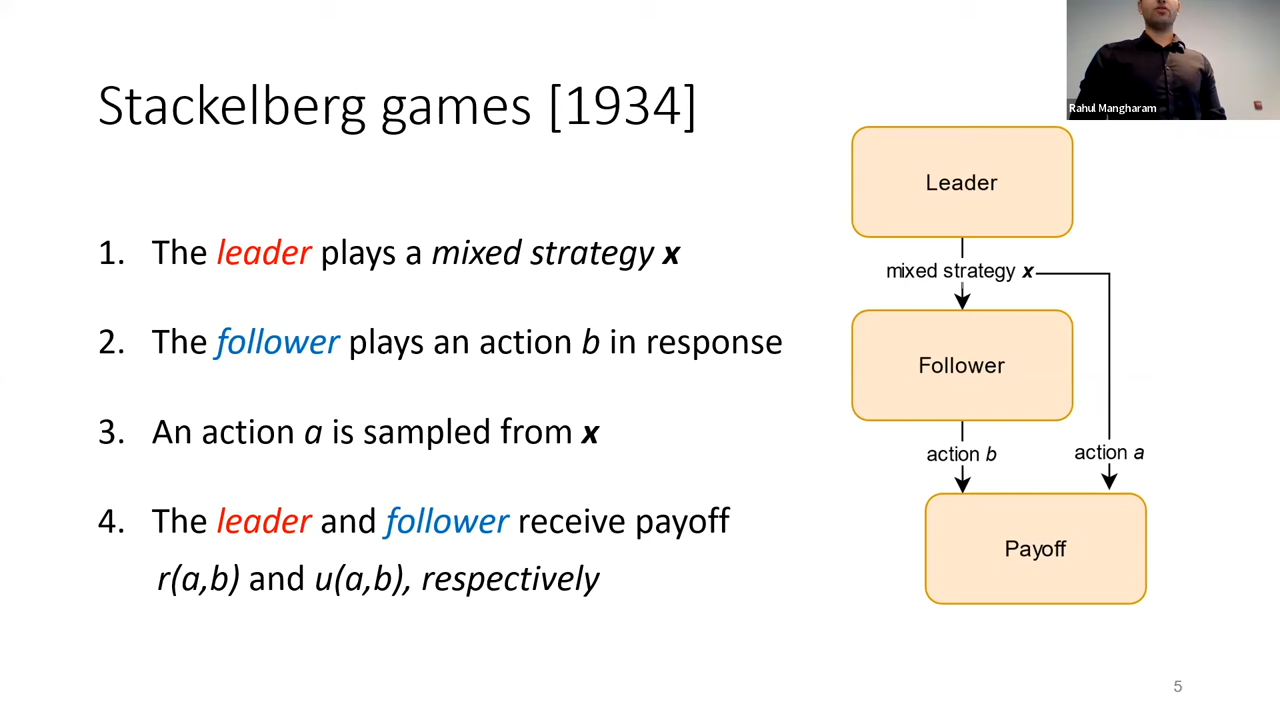 Stackelberg games [1934]
1. The leader plays a mixed strategy x
2. The follower plays an action b in response
3. An action a is sampled from x
4. The leader and follower receive payoff
r(a,b) and u(a,b), respectively
Rahul Mangharam
Leader
mixed strategy x
Follower
action b
action a
Payoff
5